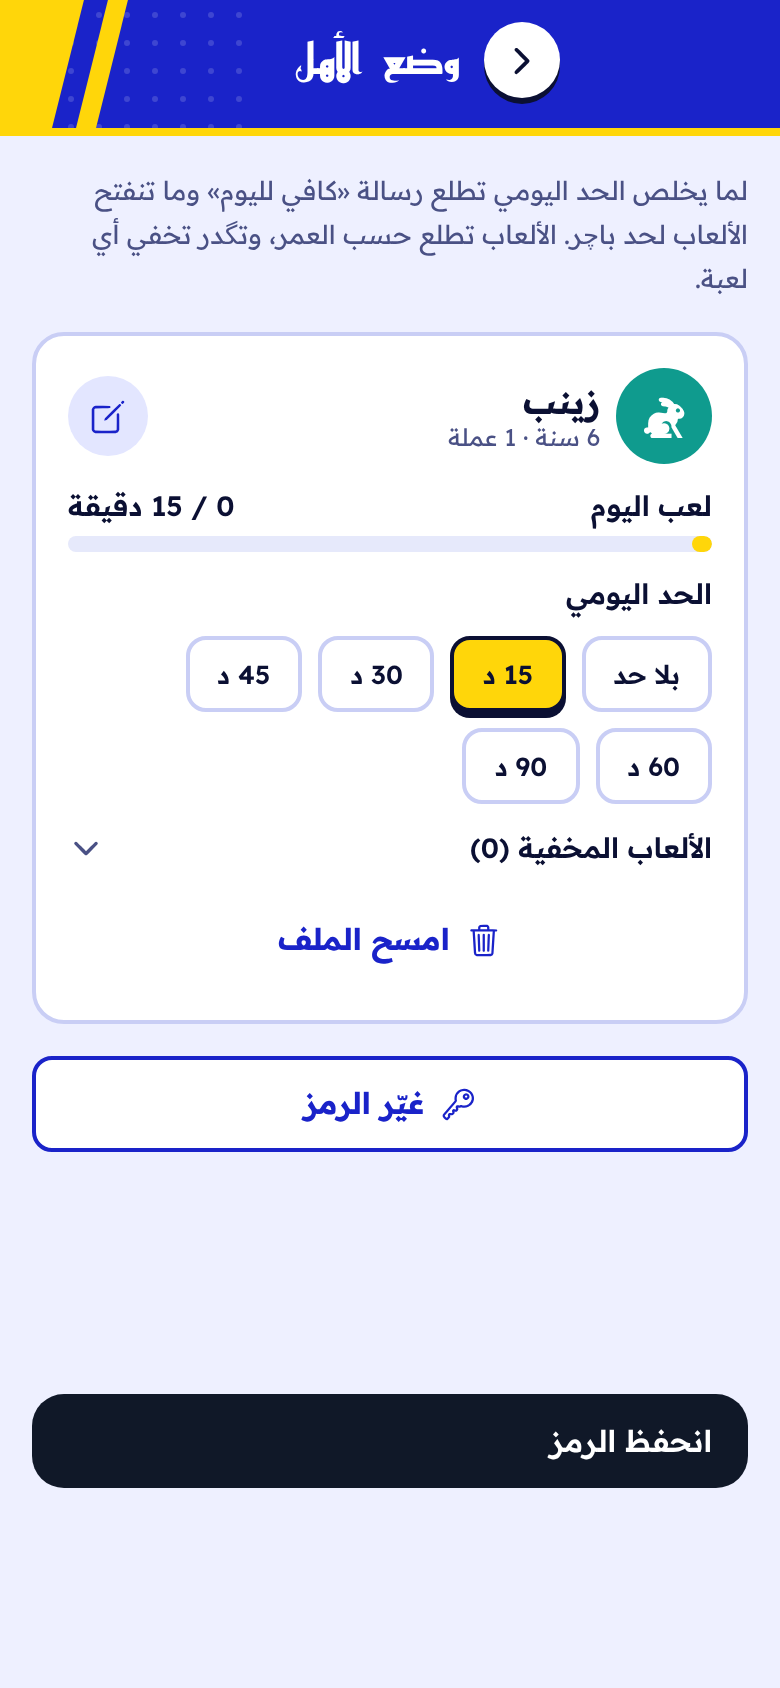 وضع الأهل
لما يخلص الحد اليومي تطلع رسالة «كافي لليوم» وما تنفتح
الألعاب لحد باچر. الألعاب تطلع حسب العمر، وتگدر تخفي أي
لعبة.
زينب
6 سنة · 1 عملة
لعب اليوم
0 / 15 دقيقة
الحد اليومي
بلا حد
15 د
30 د
45 د
60 د
90 د
الألعاب المخفية (0)
امسح الملف
غيّر الرمز
انحفظ الرمز